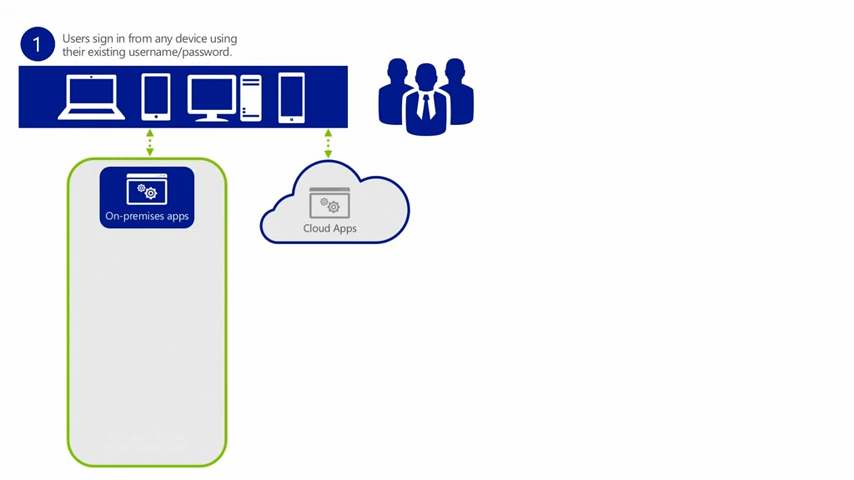 1
Users sign in from any device using
their existing username/password.
On-premises apps
Cloud Apps